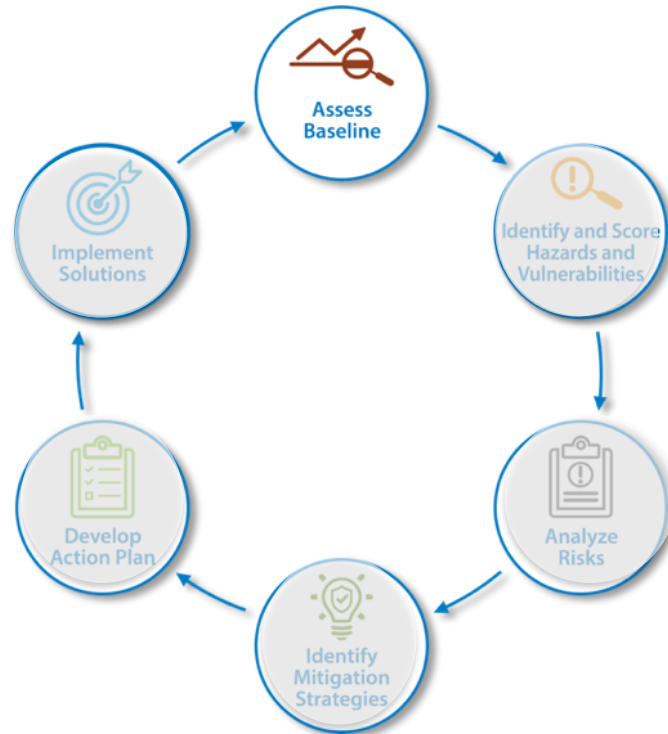 Assess
Baseline
Identify and Score
Hazards and
Vulnerabilities
Analyze
Risks
Identify
Mitigation
Strategies
Develop
Action Plan
Implement
Solutions